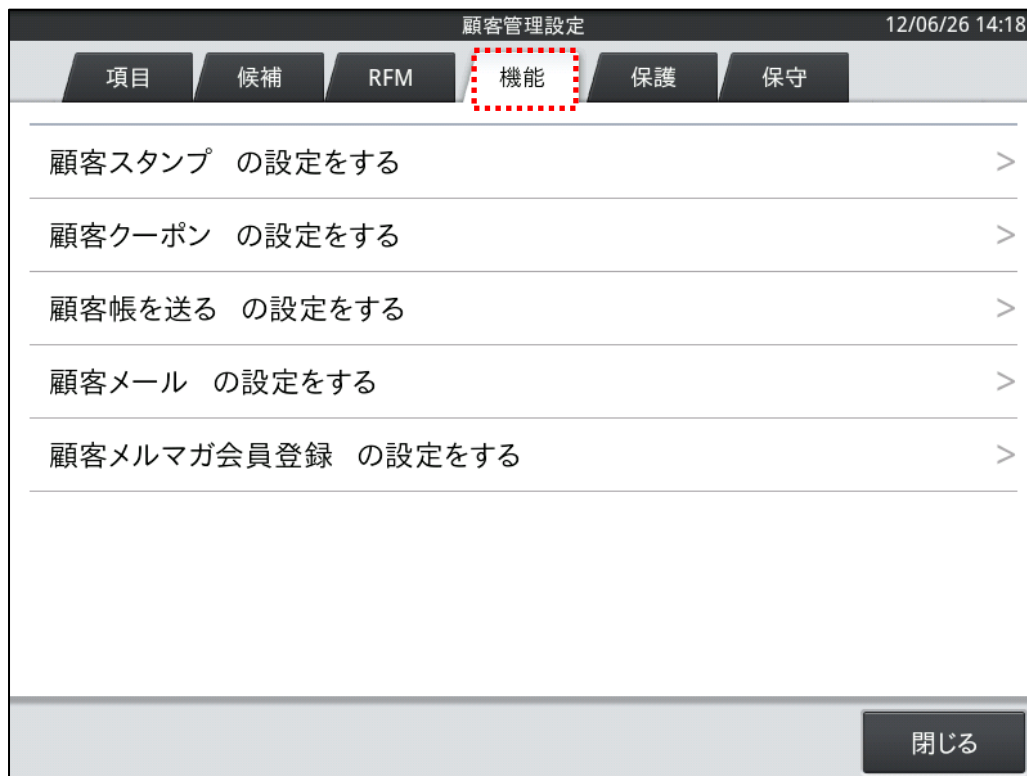 顧客管理設定 12/06/26 14:18
項目 候補 RFM 機能 保護 保守
顧客スタンプ の設定をする >
顧客クーポン の設定をする >
顧客帳を送る の設定をする >
顧客メール の設定をする >
顧客メルマガ会員登録 の設定をする >
閉じる